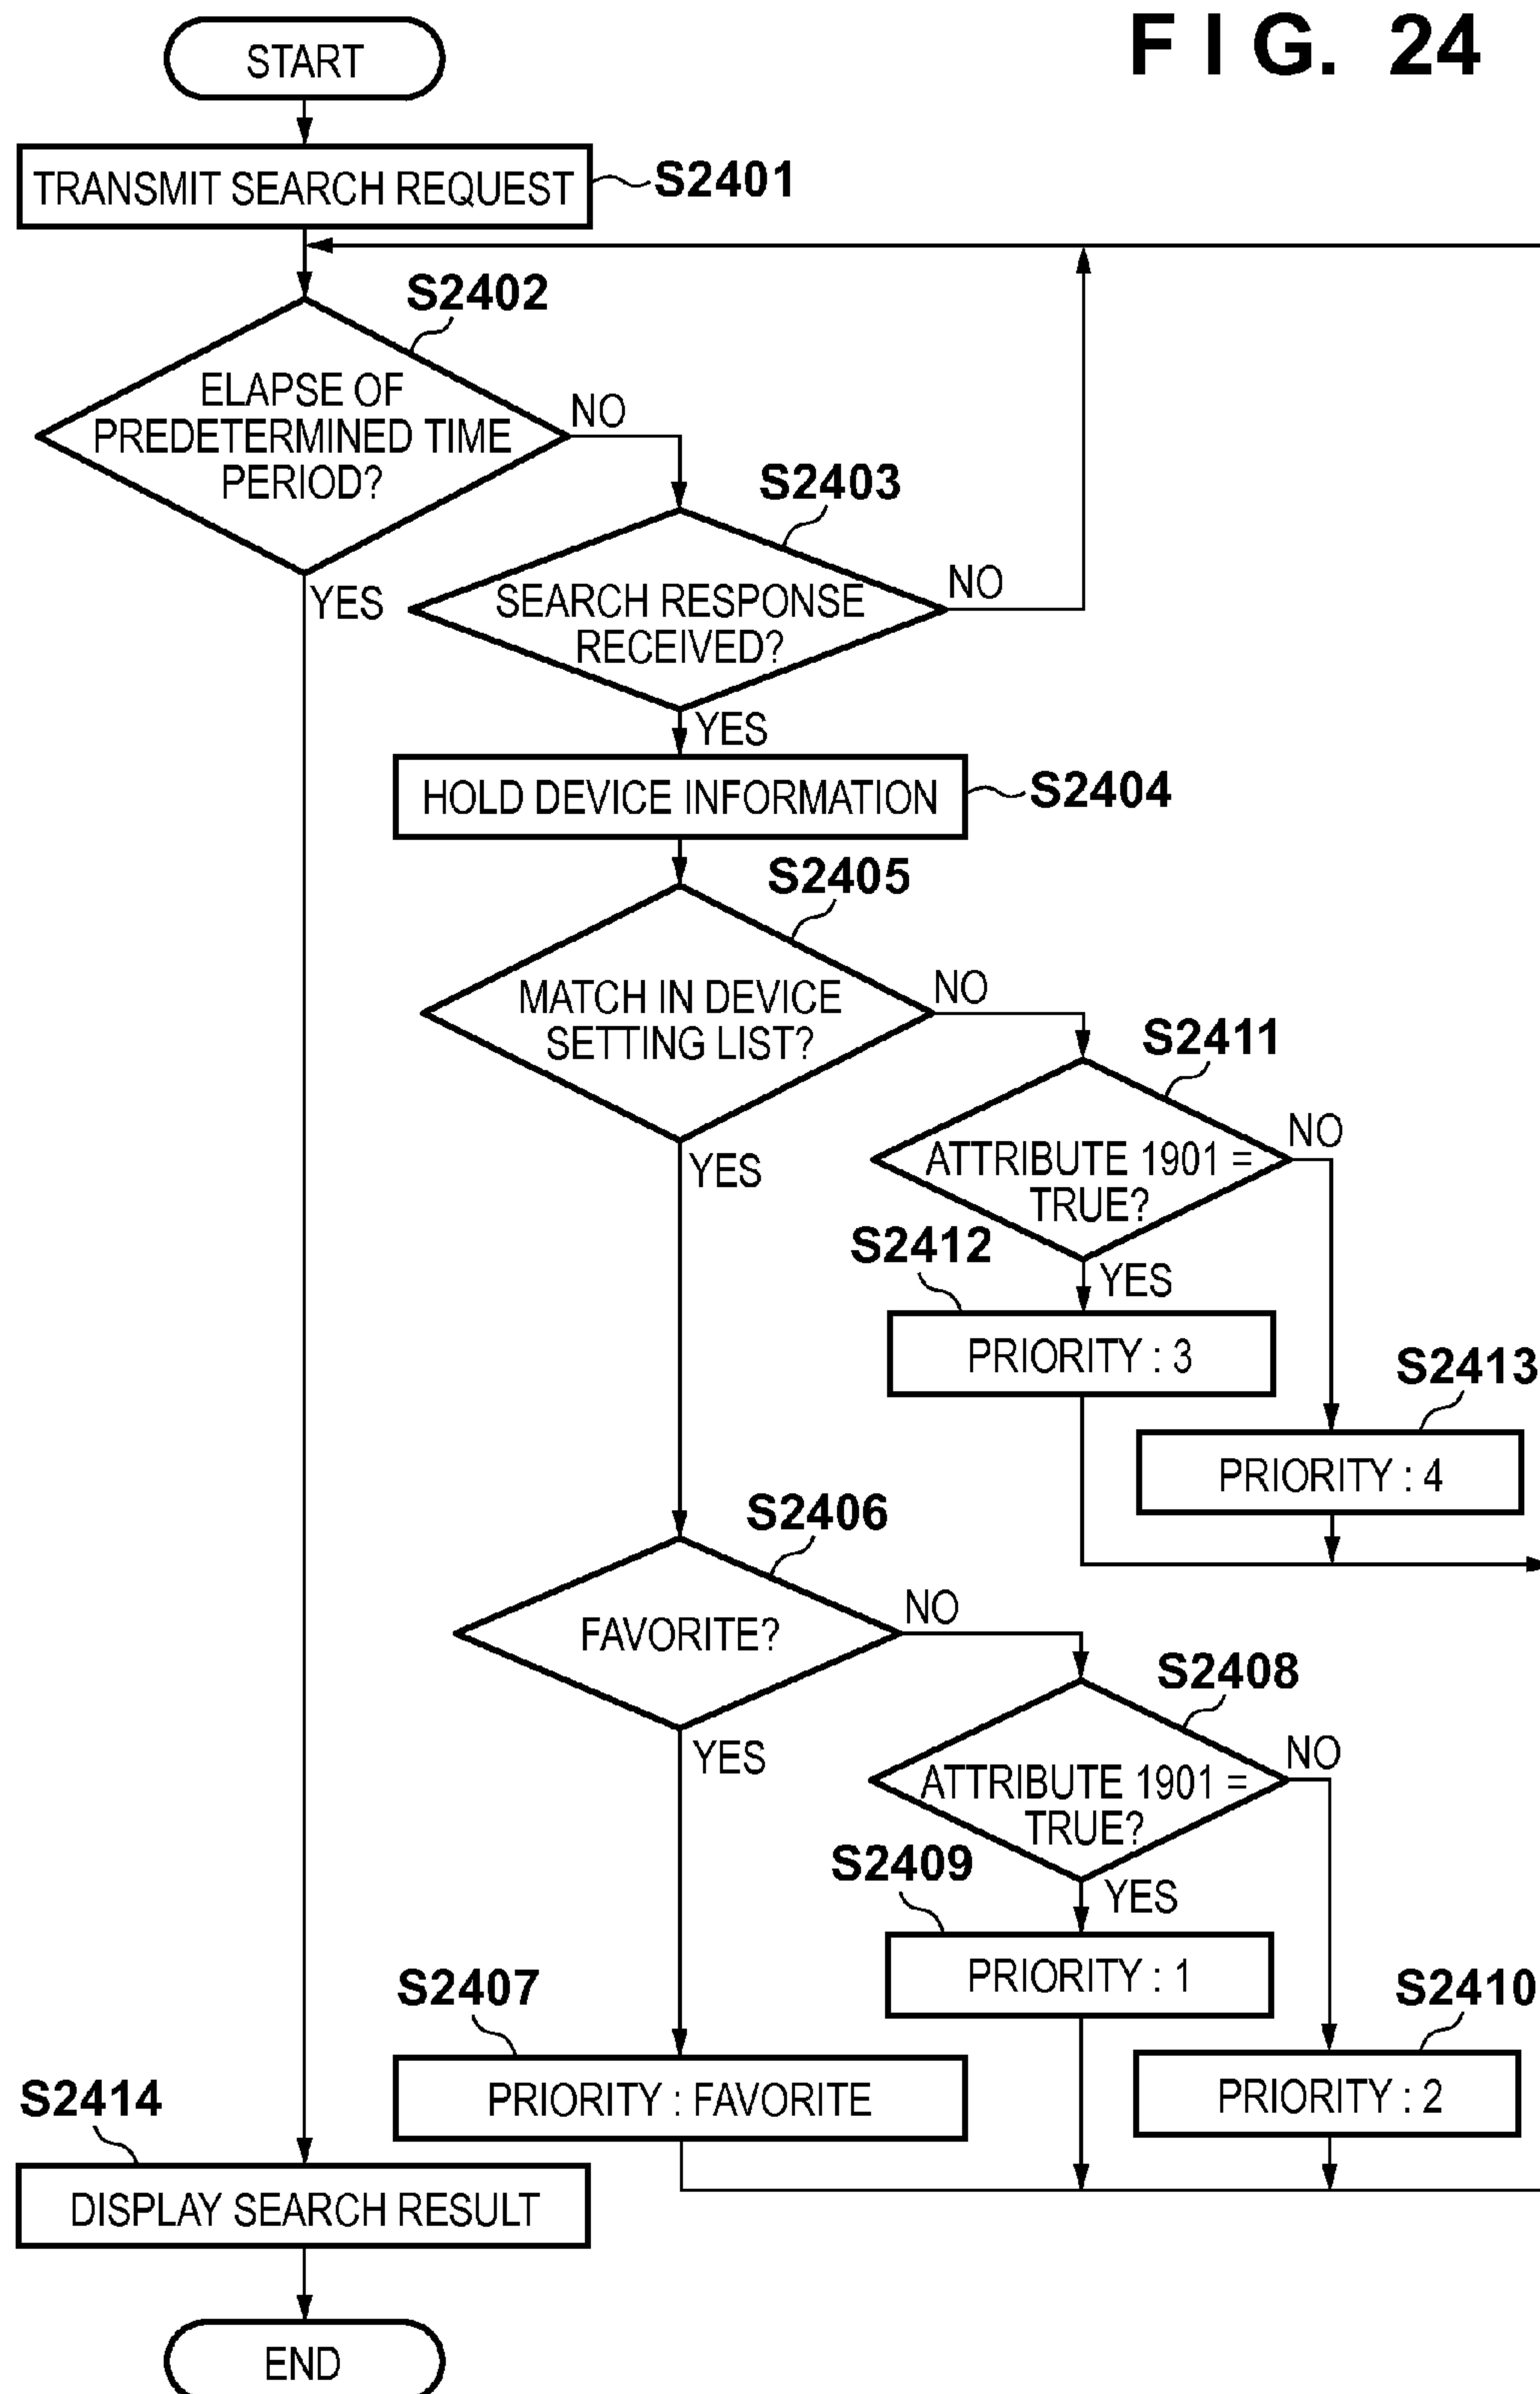 F I G. 24
START
TRANSMIT SEARCH REQUEST
S2401
S2402
ELAPSE OF
PREDETERMINED TIME
PERIOD?
NO
YES
S2403
SEARCH RESPONSE
RECEIVED?
NO
YES
HOLD DEVICE INFORMATION
S2404
S2405
MATCH IN DEVICE
SETTING LIST?
NO
YES
S2411
ATTRIBUTE 1901 =
TRUE?
NO
YES
S2412
PRIORITY : 3
S2413
PRIORITY : 4
S2406
FAVORITE?
NO
YES
S2408
ATTRIBUTE 1901 =
TRUE?
NO
YES
S2409
PRIORITY : 1
S2410
PRIORITY : 2
S2407
PRIORITY : FAVORITE
S2414
DISPLAY SEARCH RESULT
END